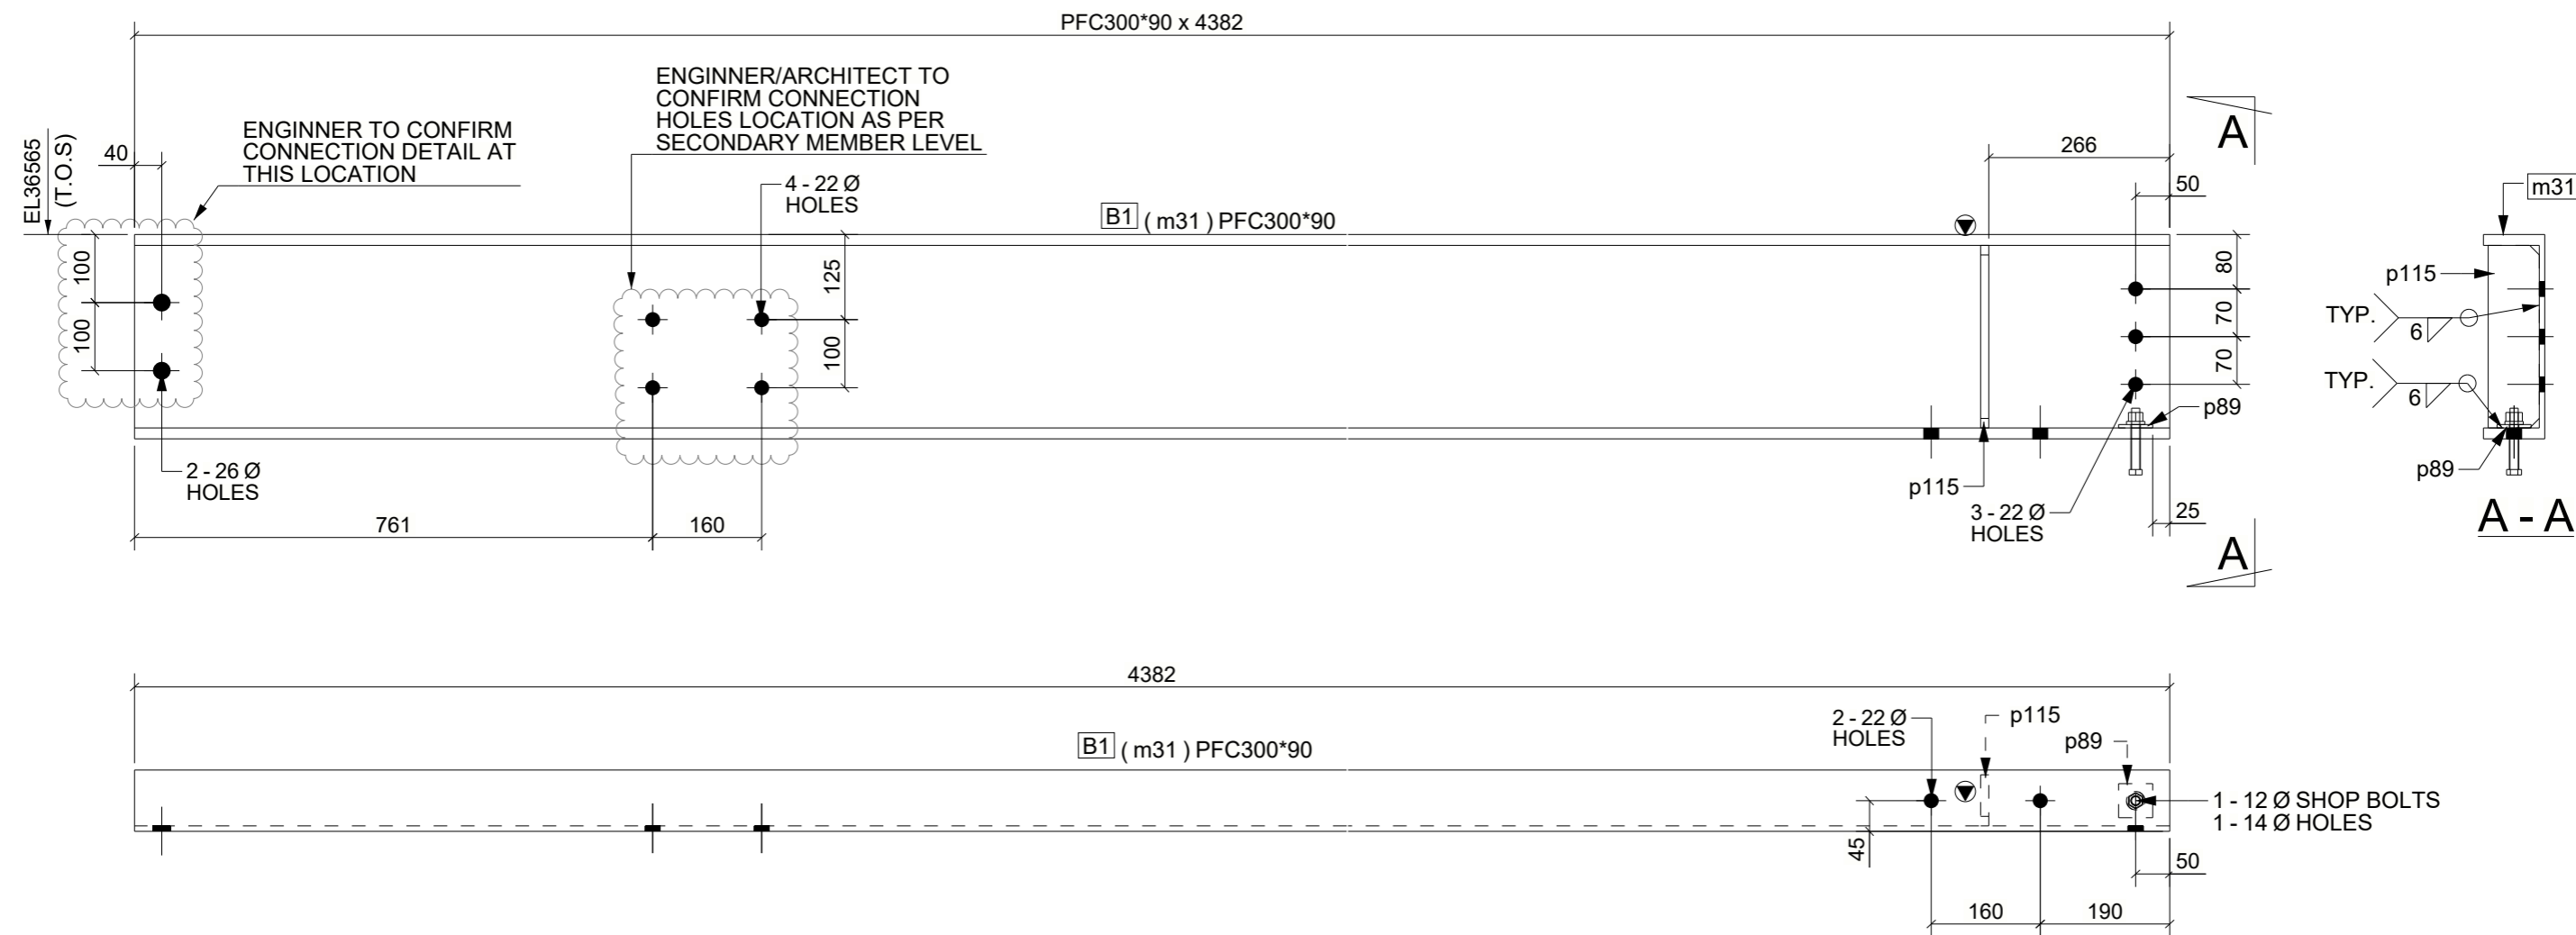 PFC300*90 x 4382
ENGINNER/ARCHITECT TO
CONFIRM CONNECTION
HOLES LOCATION AS PER
SECONDARY MEMBER LEVEL
ENGINNER TO CONFIRM
CONNECTION DETAIL AT
THIS LOCATION
EL36565
(T.O.S)
40
4 - 22 Ø
HOLES
B1 ( m31 ) PFC300*90
266
50
A
m31
100
100
125
100
80
70
70
p115
TYP.
6
TYP.
6
p89
p89
2 - 26 Ø
HOLES
p115
3 - 22 Ø
HOLES
25
761
160
A
A - A
4382
B1 ( m31 ) PFC300*90
2 - 22 Ø
HOLES
p115
p89
1 - 12 Ø SHOP BOLTS
1 - 14 Ø HOLES
45
50
160
190